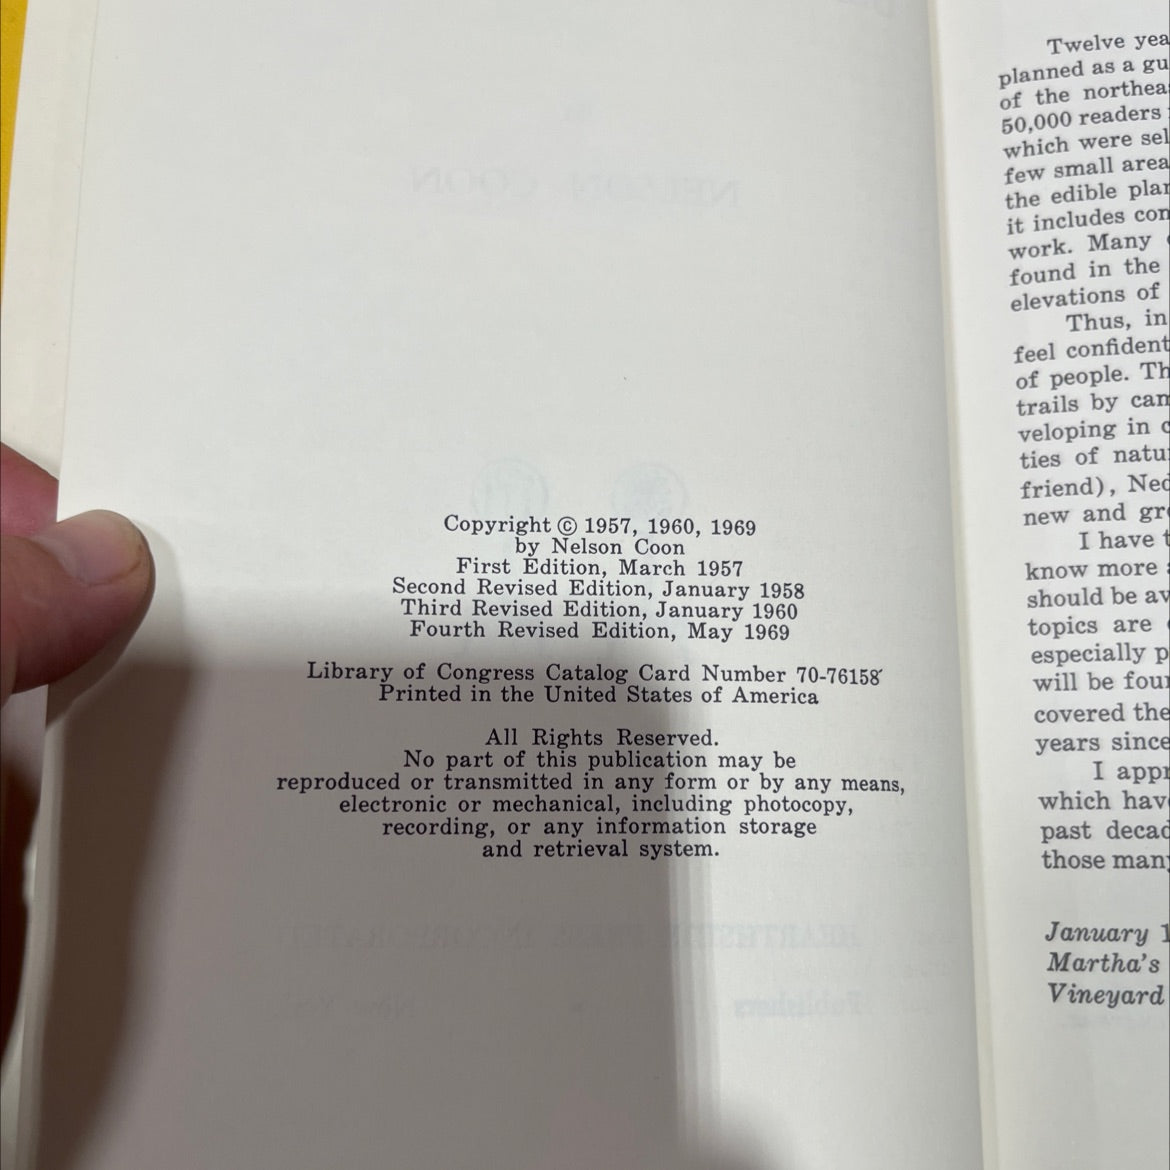 Copyright © 1957, 1960, 1969
by Nelson Coon
First Edition, March 1957
Second Revised Edition, January 1958
Third Revised Edition, January 1960
Fourth Revised Edition, May 1969
Library of Congress Catalog Card Number 70-76158
Printed in the United States of America
All Rights Reserved.
No part of this publication may be
reproduced or transmitted in any form or by any means,
electronic or mechanical, including photocopy,
recording, or any information storage
and retrieval system.
Twelve yea
planned as a gu
of the northea
50,000 readers
which were sel
few small area
the edible plan
it includes con
work. Many
found in the
elevations of
Thus, in
feel confident
of people. Th
trails by cam
veloping in c
ties of natu
friend), Ned
new and gr
I have t
know more
should be av
topics are
especially p
will be four
covered the
years since
I appr
which hav
past decad
those many
January 1
Martha's
Vineyard